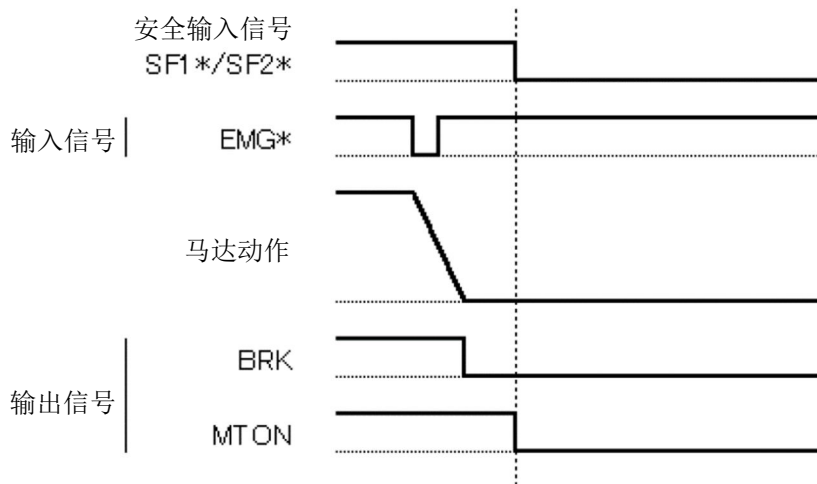 安全输入信号
SF1*/SF2*
输入信号
EMG*
马达动作
BRK
输出信号
MTON